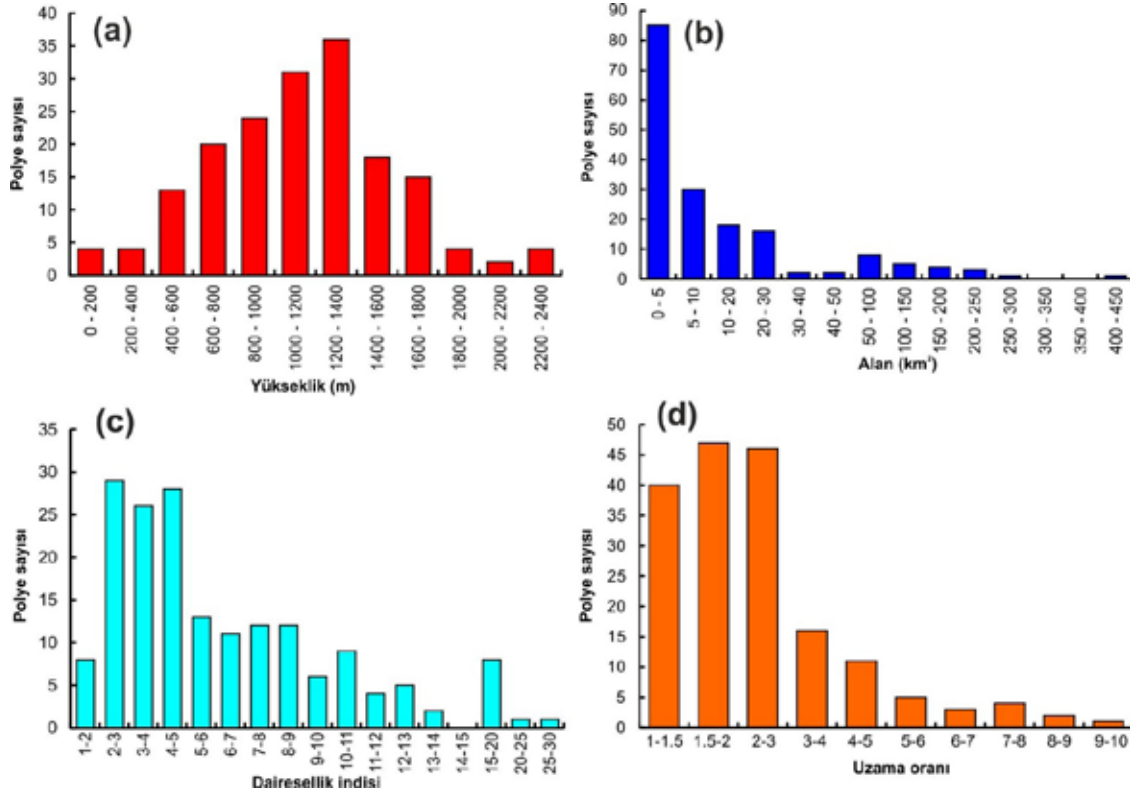 (a)
Polye sayısı
40
35
30
25
20
15
10
5
0
0 - 200
200 - 400
400 - 600
600 - 800
800 - 1000
1000 - 1200
1200 - 1400
1400 - 1600
1600 - 1800
1800 - 2000
2000 - 2200
2200 - 2400
Yükseklik (m)
(b)
Polye sayısı
90
80
70
60
50
40
30
20
10
0
0 - 5
5 - 10
10 - 20
20 - 30
30 - 40
40 - 50
50 - 100
100 - 150
150 - 200
200 - 250
250 - 300
300 - 350
350 - 400
400 - 450
Alan (km²)
(c)
Polye sayısı
35
30
25
20
15
10
5
0
1-2
2-3
3-4
4-5
5-6
6-7
7-8
8-9
9-10
10-11
11-12
12-13
13-14
14-15
15-20
20-25
25-30
Dairesellik indisi
(d)
Polye sayısı
50
45
40
35
30
25
20
15
10
5
0
1-1.5
1.5-2
2-3
3-4
4-5
5-6
6-7
7-8
8-9
9-10
Uzama oranı